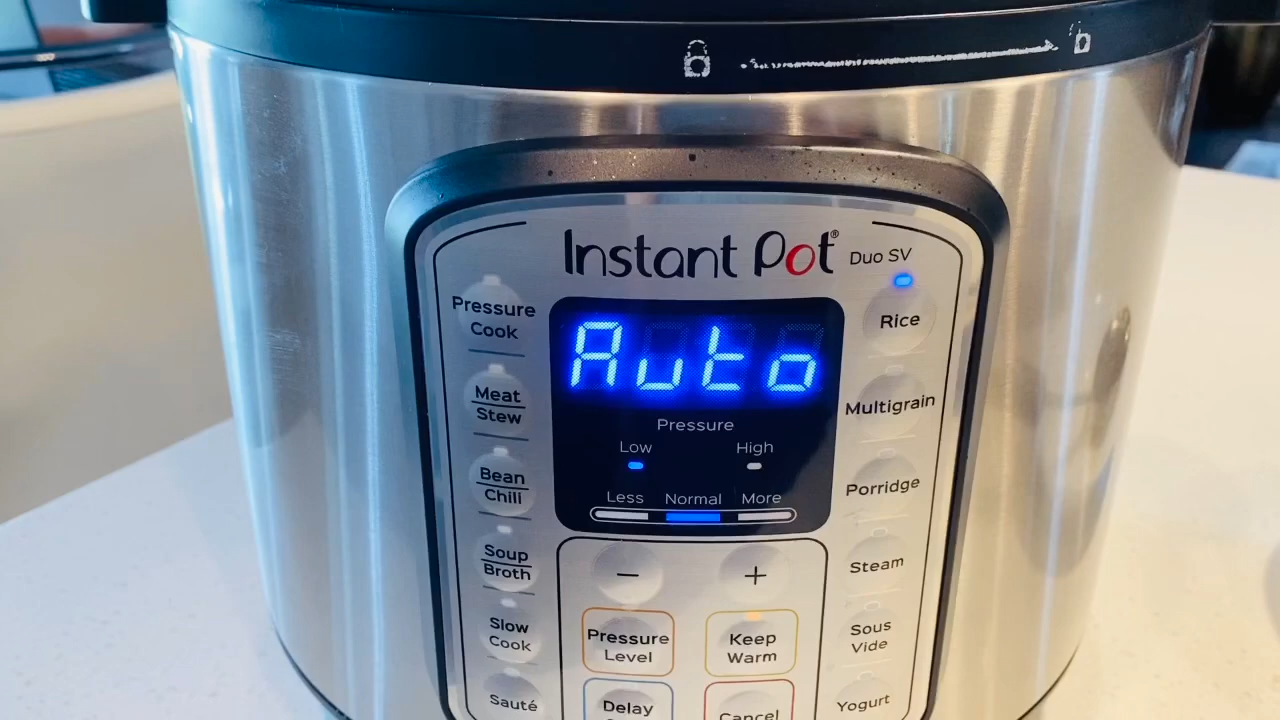 Instant Pot® Duo SV
Auto
Pressure
Low High
Less Normal More
Pressure
Cook
Meat
Stew
Bean
Chili
Soup
Broth
Slow
Cook
Sauté
−
+
Pressure
Level
Keep
Warm
Delay
Cancel
Rice
Multigrain
Porridge
Steam
Sous
Vide
Yogurt